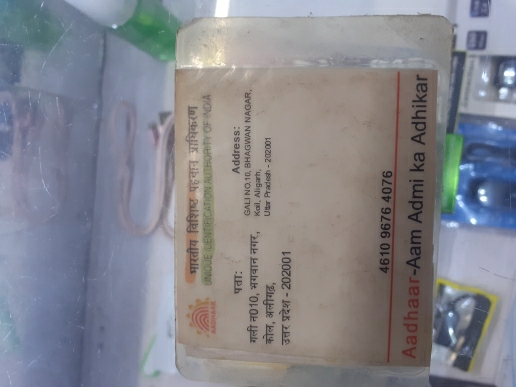 भारतीय विशिष्ट पहचान प्राधिकरण
UNIQUE IDENTIFICATION AUTHORITY OF INDIA
AADHAAR
पता:
गली न010, भगवान नगर,
कोल, अलीगढ़,
उत्तर प्रदेश - 202001
Address:
GALI NO.10, BHAGWAN NAGAR,
Koil, Aligarh,
Uttar Pradesh - 202001
4610 9676 4076
Aadhaar-Aam Admi ka Adhikar